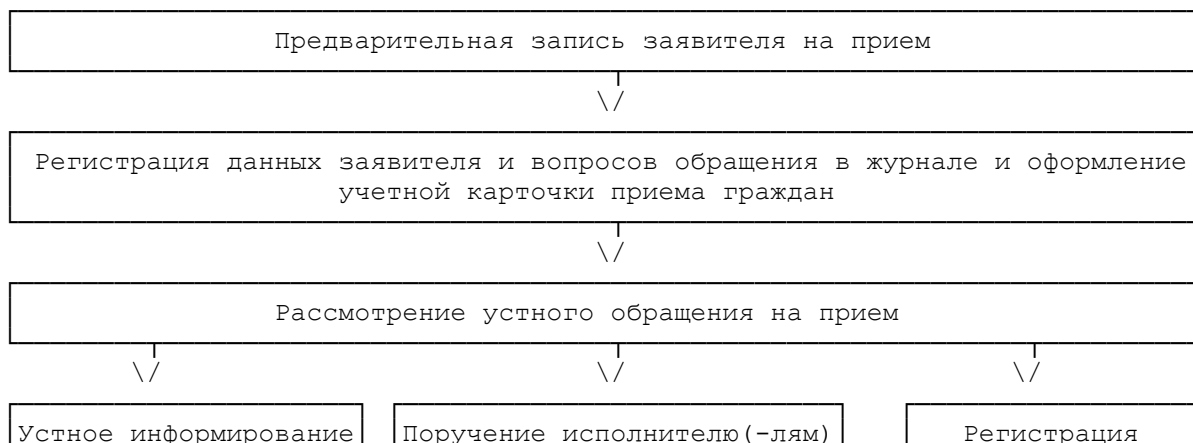 Предварительная запись заявителя на прием
\/
Регистрация данных заявителя и вопросов обращения в журнале и оформление
учетной карточки приема граждан
\/
Рассмотрение устного обращения на прием
\/ \/ \/
Устное информирование Поручение исполнителю(-лям) Регистрация